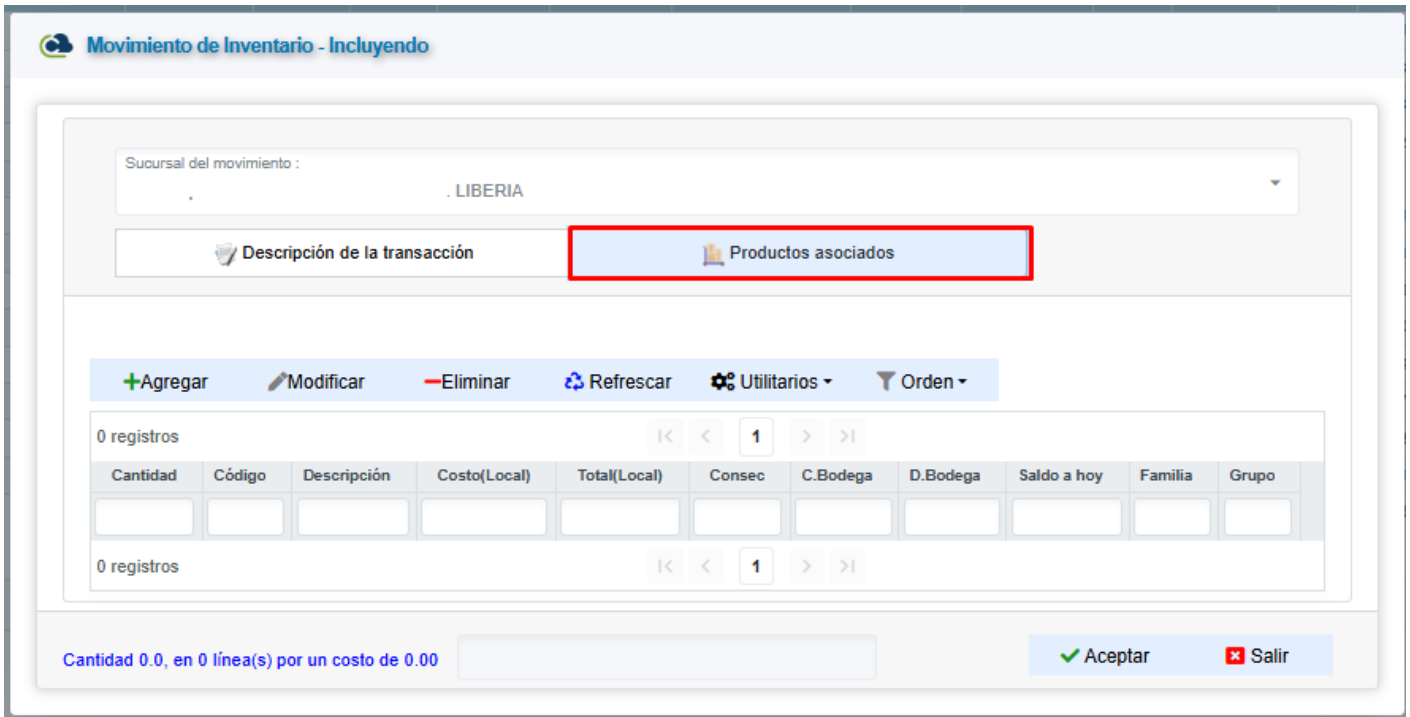 Movimiento de Inventario - Incluyendo
Sucursal del movimiento :
. . LIBERIA
Descripción de la transacción Productos asociados
+Agregar Modificar Eliminar Refrescar Utilitarios Orden
0 registros 1
Cantidad Código Descripción Costo(Local) Total(Local) Consec C.Bodega D.Bodega Saldo a hoy Familia Grupo
0 registros 1
Cantidad 0.0, en 0 línea(s) por un costo de 0.00 Aceptar Salir